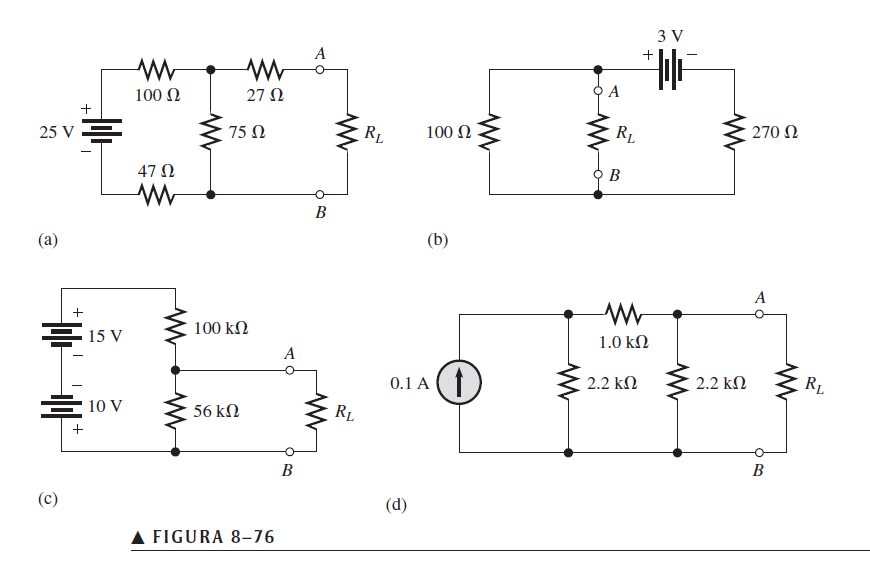 A
100 Ω
27 Ω
+
25 V
–
75 Ω
R_L
47 Ω
B
(a)
3 V
+ –
A
100 Ω
R_L
270 Ω
B
(b)
+
15 V
–
100 kΩ
A
–
10 V
+
56 kΩ
R_L
B
(c)
A
1.0 kΩ
0.1 A
2.2 kΩ
2.2 kΩ
R_L
B
(d)
▲ FIGURA 8–76